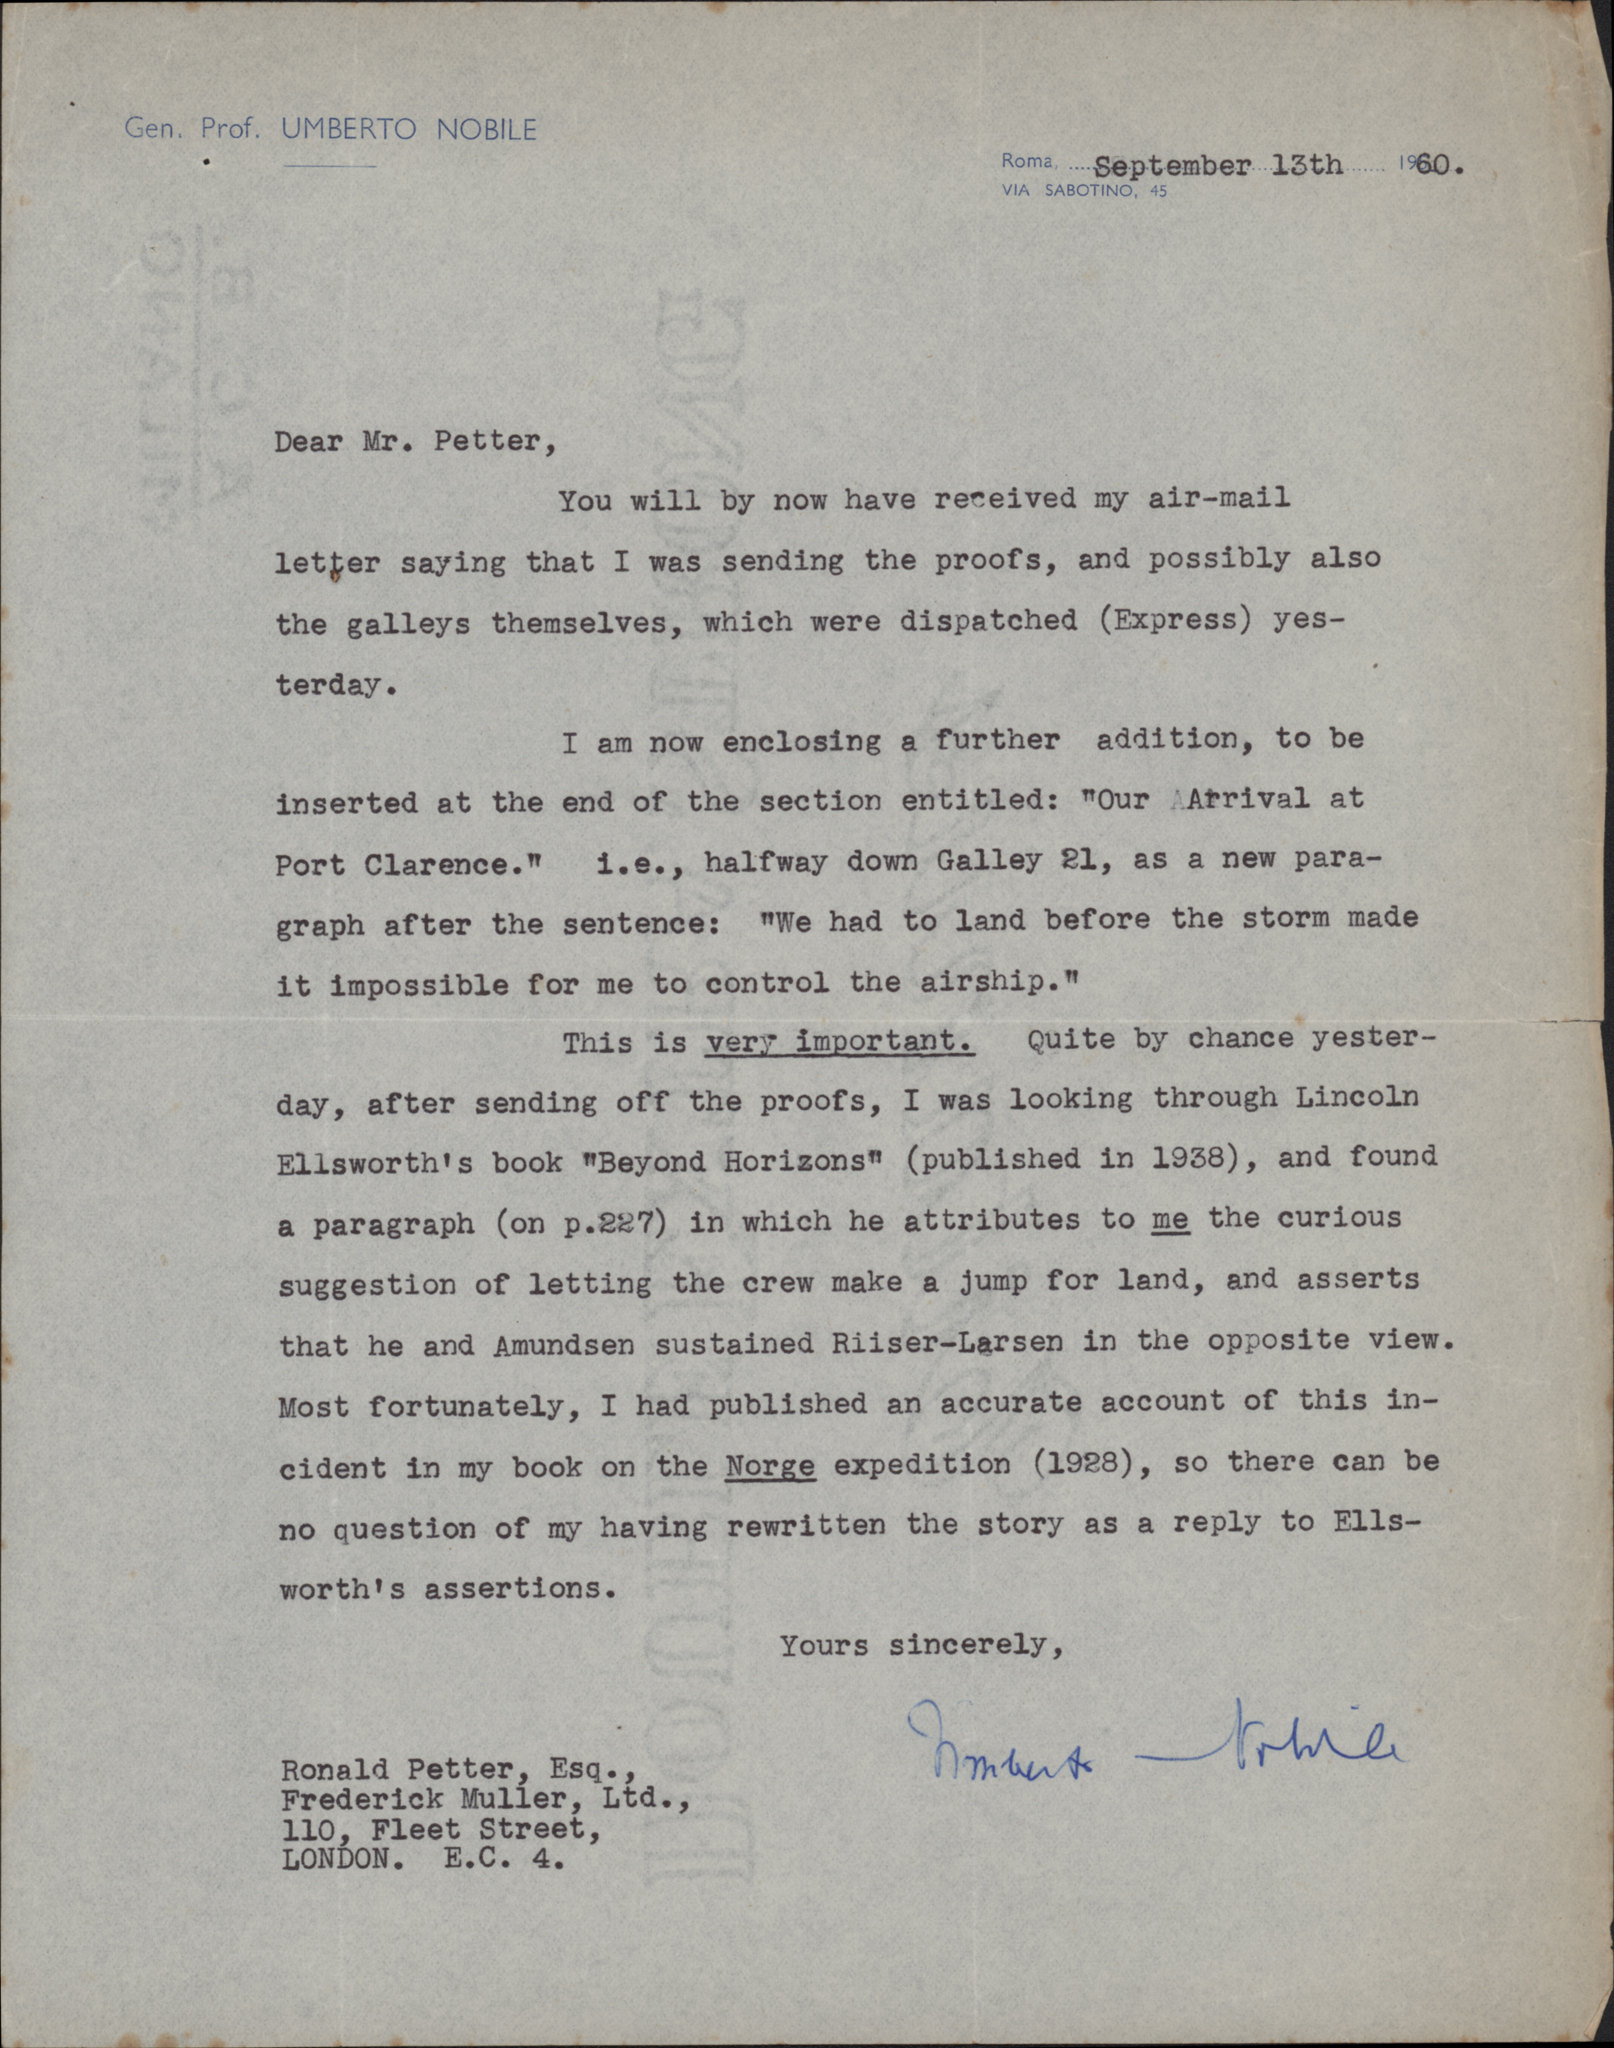 Gen. Prof. UMBERTO NOBILE
Roma, September 13th 1960.
VIA SABOTINO, 45
Dear Mr. Petter,
You will by now have received my air-mail
letter saying that I was sending the proofs, and possibly also
the galleys themselves, which were dispatched (Express) yes-
terday.
I am now enclosing a further addition, to be
inserted at the end of the section entitled: "Our Arrival at
Port Clarence." i.e., halfway down Galley 21, as a new para-
graph after the sentence: "We had to land before the storm made
it impossible for me to control the airship."
This is very important. Quite by chance yester-
day, after sending off the proofs, I was looking through Lincoln
Ellsworth's book "Beyond Horizons" (published in 1938), and found
a paragraph (on p.227) in which he attributes to me the curious
suggestion of letting the crew make a jump for land, and asserts
that he and Amundsen sustained Riiser-Larsen in the opposite view.
Most fortunately, I had published an accurate account of this in-
cident in my book on the Norge expedition (1928), so there can be
no question of my having rewritten the story as a reply to Ells-
worth's assertions.
Yours sincerely,
Umberto Nobile
Ronald Petter, Esq.,
Frederick Muller, Ltd.,
110, Fleet Street,
LONDON. E.C. 4.